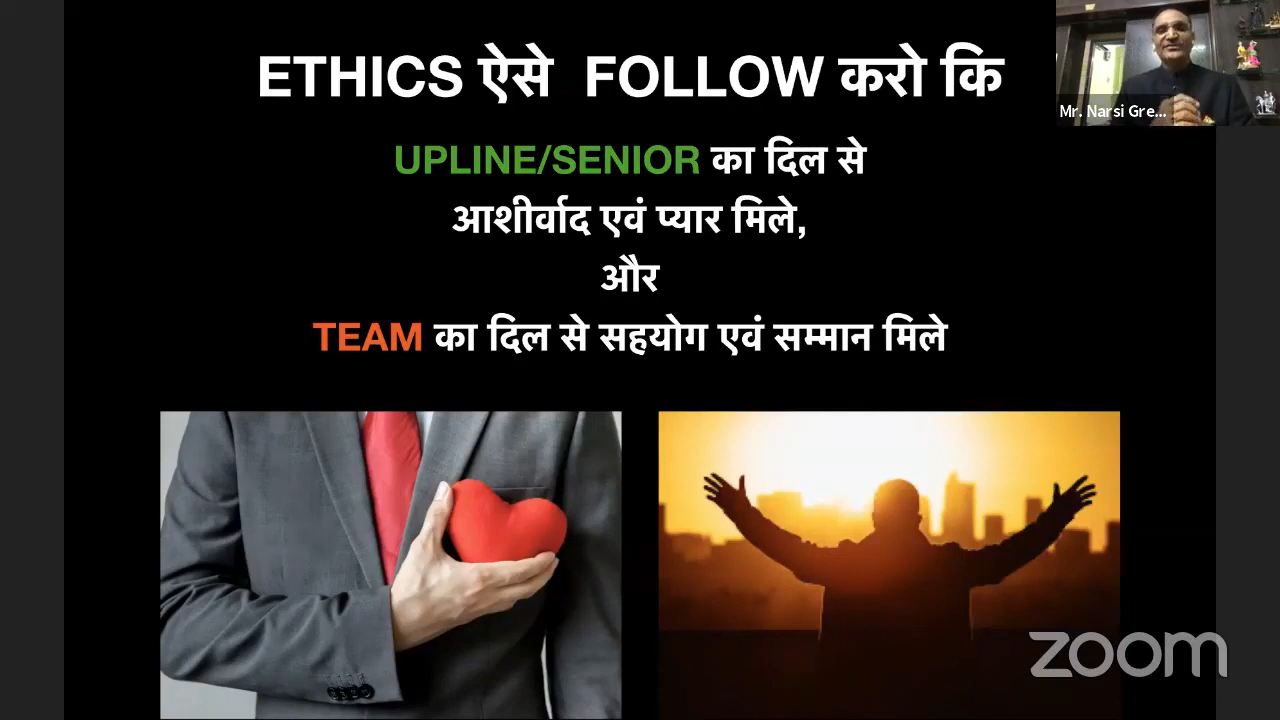 ETHICS ऐसे FOLLOW करो कि
Mr. Narsi Gre...
UPLINE/SENIOR का दिल से
आशीर्वाद एवं प्यार मिले,
और
TEAM का दिल से सहयोग एवं सम्मान मिले
zoom